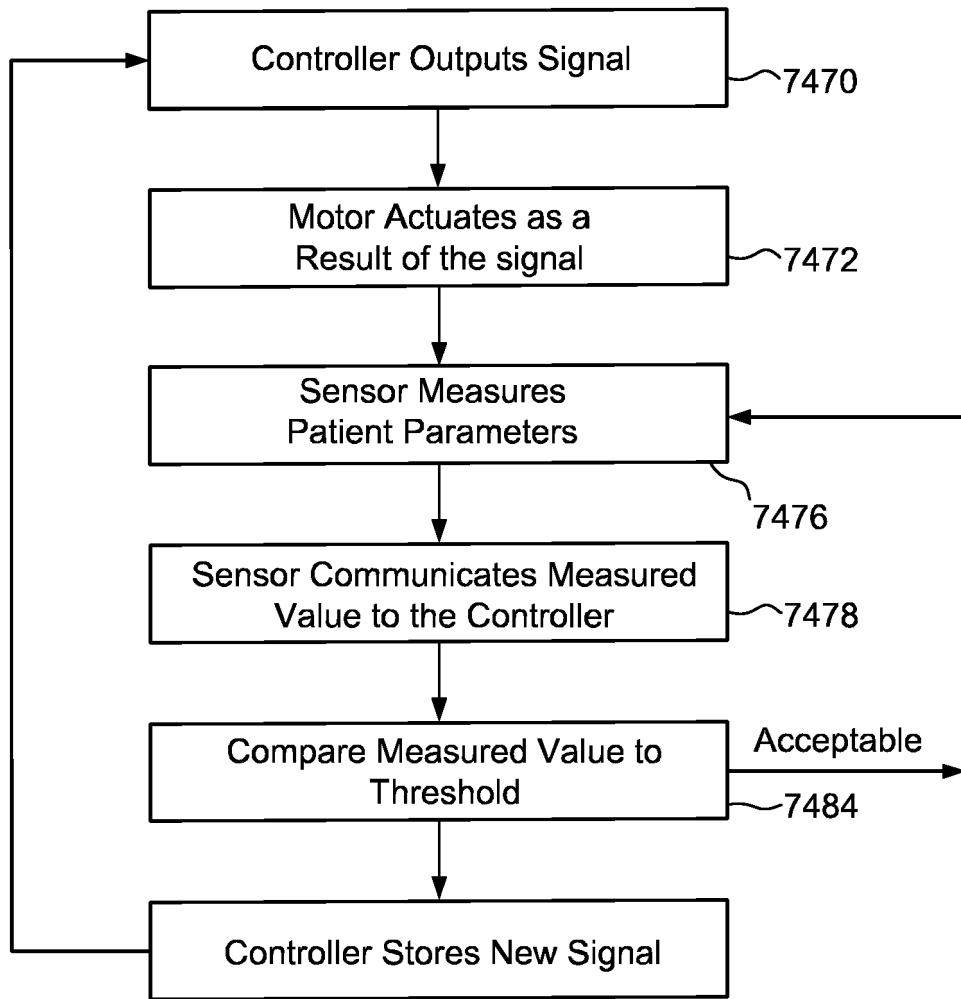 Controller Outputs Signal
7470
Motor Actuates as a
Result of the signal
7472
Sensor Measures
Patient Parameters
7476
Sensor Communicates Measured
Value to the Controller
7478
Compare Measured Value to
Threshold
Acceptable
7484
Controller Stores New Signal